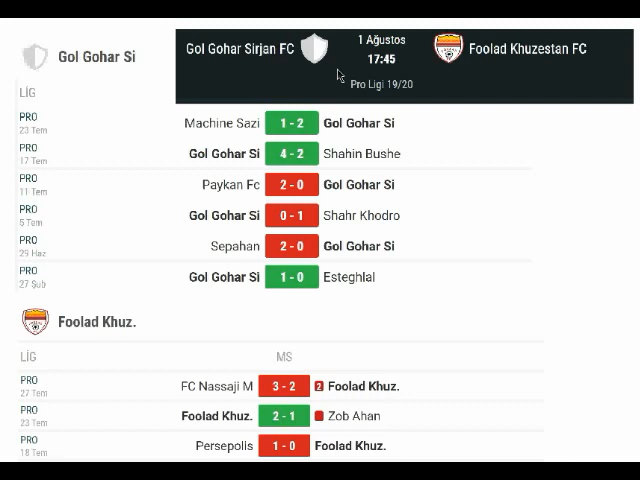 Gol Gohar Si
Gol Gohar Sirjan FC
1 Ağustos
17:45
Pro Ligi 19/20
Foolad Khuzestan FC
LİG
PRO
23 Tem
Machine Sazi 1 - 2 Gol Gohar Si
PRO
17 Tem
Gol Gohar Si 4 - 2 Shahin Bushe
PRO
11 Tem
Paykan Fc 2 - 0 Gol Gohar Si
PRO
5 Tem
Gol Gohar Si 0 - 1 Shahr Khodro
PRO
29 Haz
Sepahan 2 - 0 Gol Gohar Si
PRO
27 Şub
Gol Gohar Si 1 - 0 Esteghlal
Foolad Khuz.
LİG MS
PRO
27 Tem
FC Nassaji M 3 - 2 2 Foolad Khuz.
PRO
23 Tem
Foolad Khuz. 2 - 1 Zob Ahan
PRO
18 Tem
Persepolis 1 - 0 Foolad Khuz.